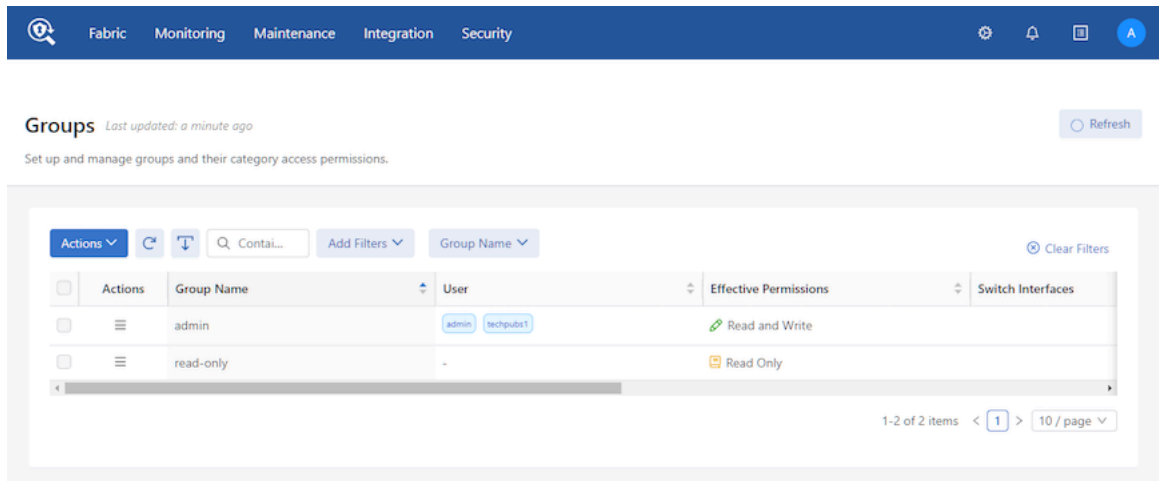 Fabric Monitoring Maintenance Integration Security A
Groups Last updated: a minute ago
Refresh
Set up and manage groups and their category access permissions.
Actions Contai... Add Filters Group Name Clear Filters
Actions Group Name User Effective Permissions Switch Interfaces
admin admin techpubs1 Read and Write
read-only - Read Only
1-2 of 2 items < 1 > 10 / page